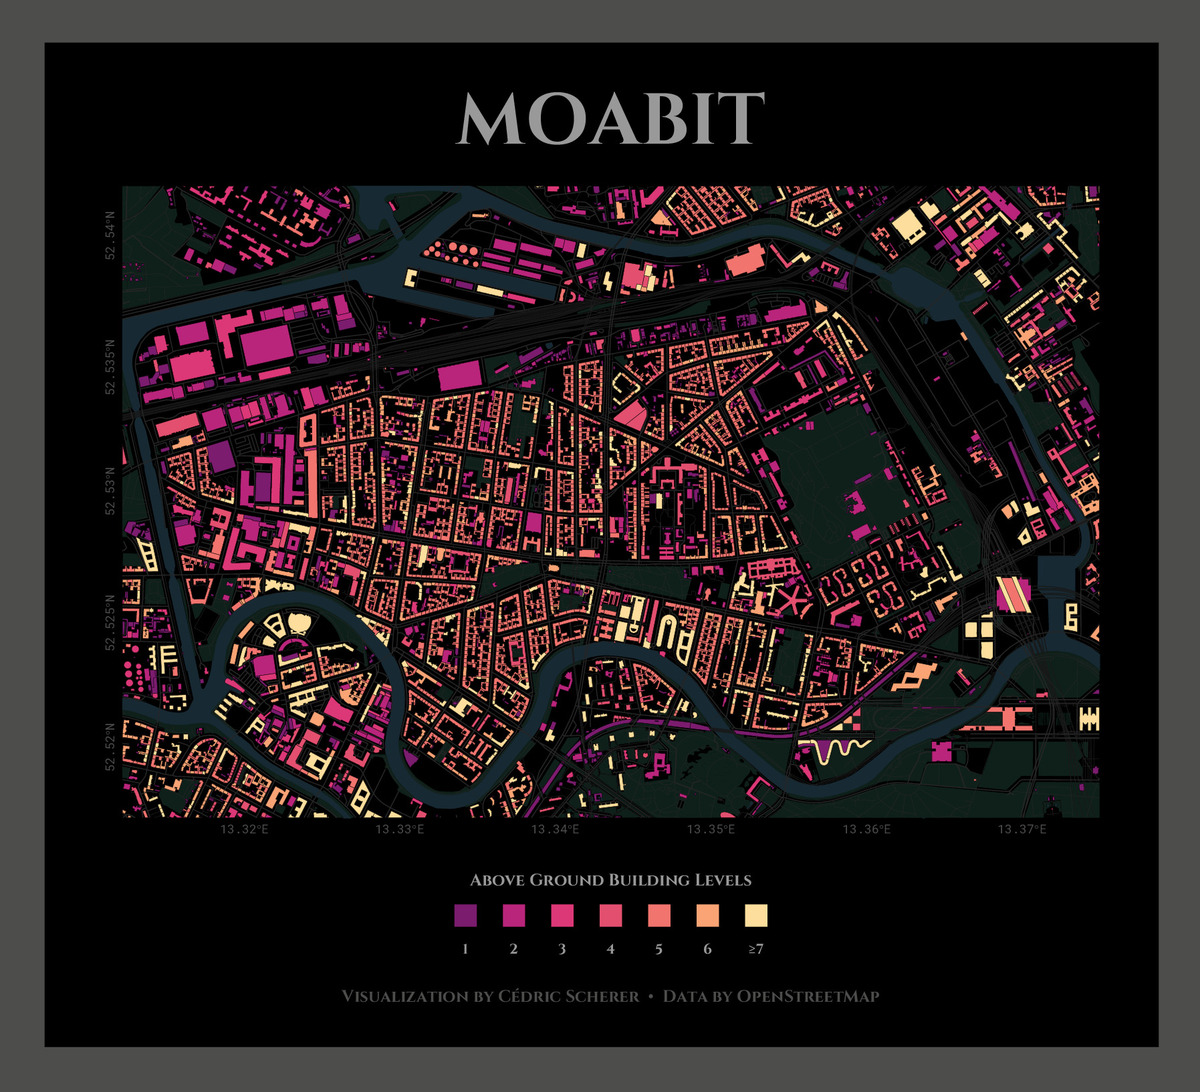 MOABIT
52.54°N
52.535°N
52.53°N
52.525°N
52.52°N
13.32°E 13.33°E 13.34°E 13.35°E 13.36°E 13.37°E
Above Ground Building Levels
1 2 3 4 5 6 ≥7
Visualization by Cédric Scherer • Data by OpenStreetMap